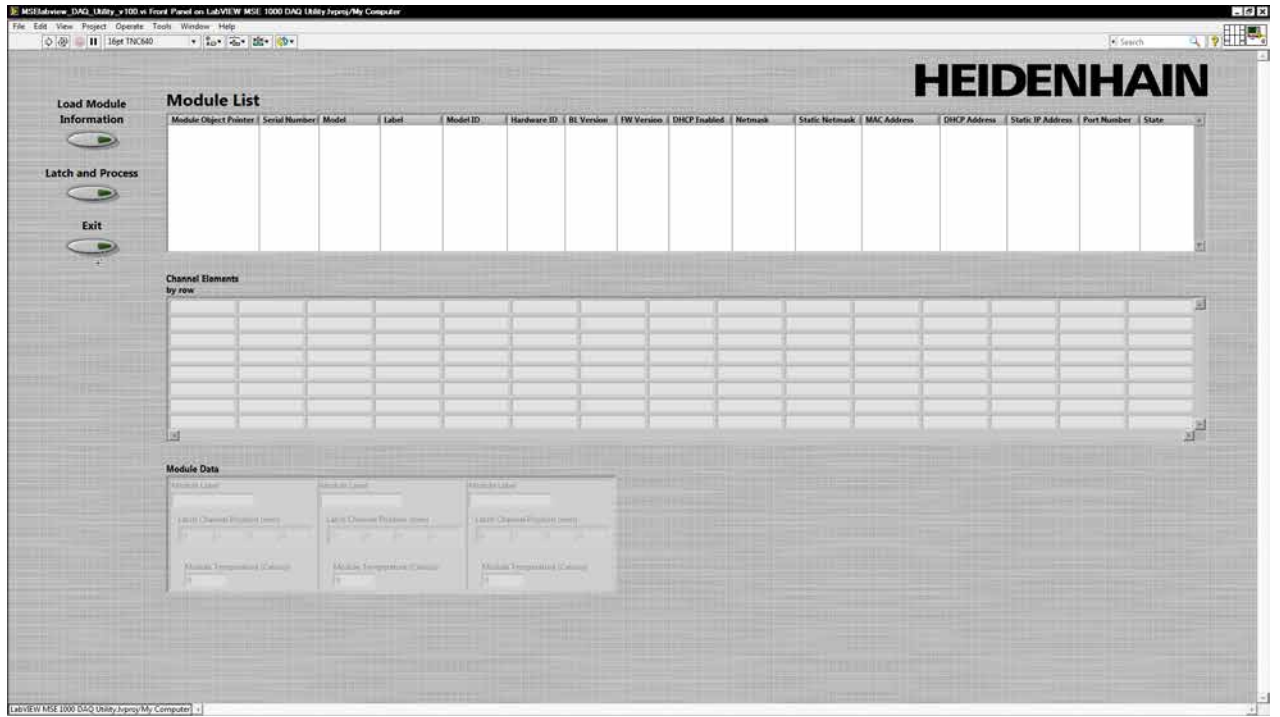 MSElabview_DAQ_Utility_v100.vi Front Panel on LabVIEW MSE 1000 DAQ Utility.lvproj/My Computer
File Edit View Project Operate Tools Window Help
16pt TNC640
Search
HEIDENHAIN
Load Module
Information
Latch and Process
Exit
Module List
Module Object Pointer Serial Number Model Label Model ID Hardware ID BL Version FW Version DHCP Enabled Netmask Static Netmask MAC Address DHCP Address Static IP Address Port Number State
Channel Elements
by row
Module Data
Module Label Module Label Module Label
Latch Channel Position (mm) Latch Channel Position (mm) Latch Channel Position (mm)
Module Temperature (Celsius) Module Temperature (Celsius) Module Temperature (Celsius)
LabVIEW MSE 1000 DAQ Utility.lvproj/My Computer